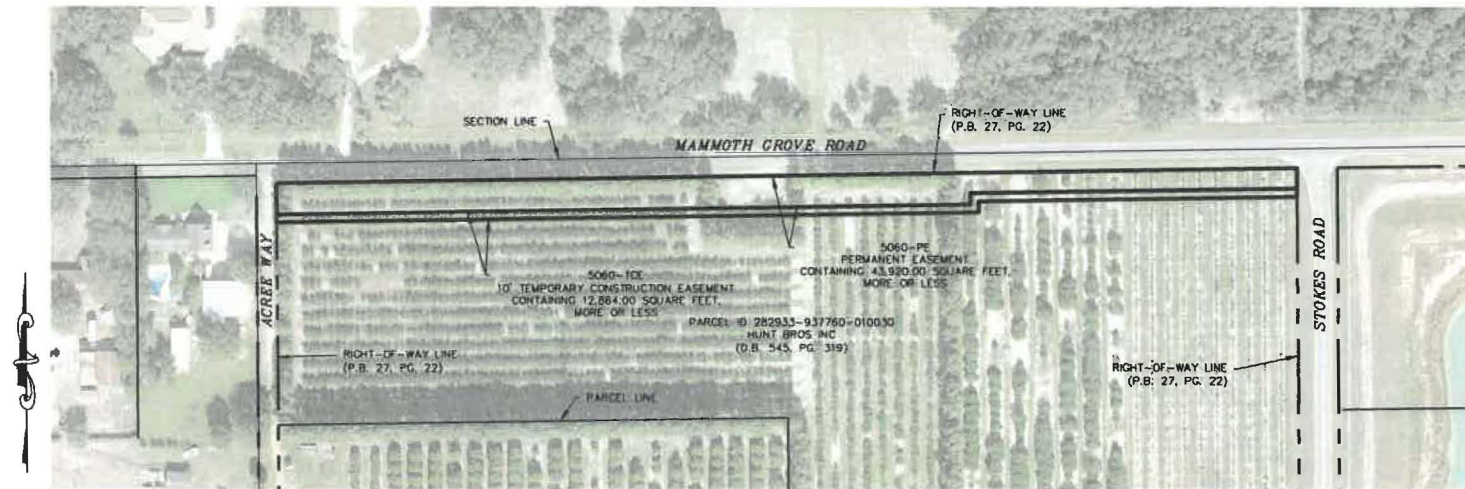 SECTION LINE
RIGHT-OF-WAY LINE
(P.B. 27, PG. 22)
MAMMOTH GROVE ROAD
ACREE WAY
5060-TCE
10' TEMPORARY CONSTRUCTION EASEMENT
CONTAINING 12,864.00 SQUARE FEET,
MORE OR LESS
5060-PE
PERMANENT EASEMENT
CONTAINING 43,920.00 SQUARE FEET,
MORE OR LESS
PARCEL ID 282933-937760-010030
HUNT BROS INC
(O.B. 545, PG. 319)
STOKES ROAD
RIGHT-OF-WAY LINE
(P.B. 27, PG. 22)
RIGHT-OF-WAY LINE
(P.B. 27, PG. 22)
PARCEL LINE